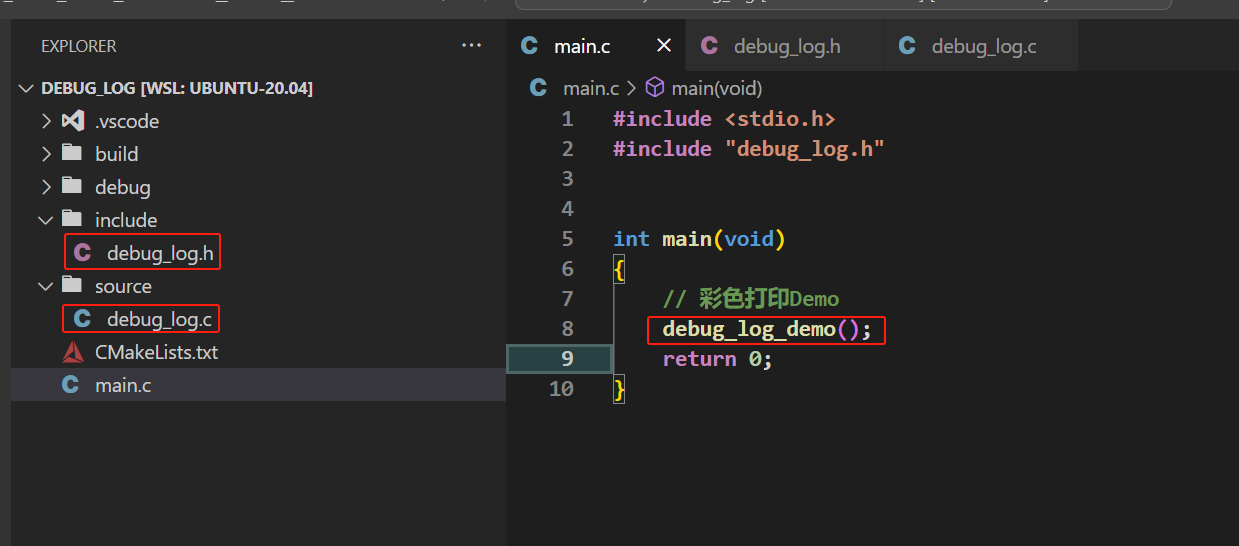 EXPLORER
DEBUG_LOG [WSL: UBUNTU-20.04]
.vscode
build
debug
include
debug_log.h
source
debug_log.c
CMakeLists.txt
main.c
main.c debug_log.h debug_log.c
main.c > main(void)
1 #include <stdio.h>
2 #include "debug_log.h"
3
4
5 int main(void)
6 {
7 // 彩色打印Demo
8 debug_log_demo();
9 return 0;
10 }